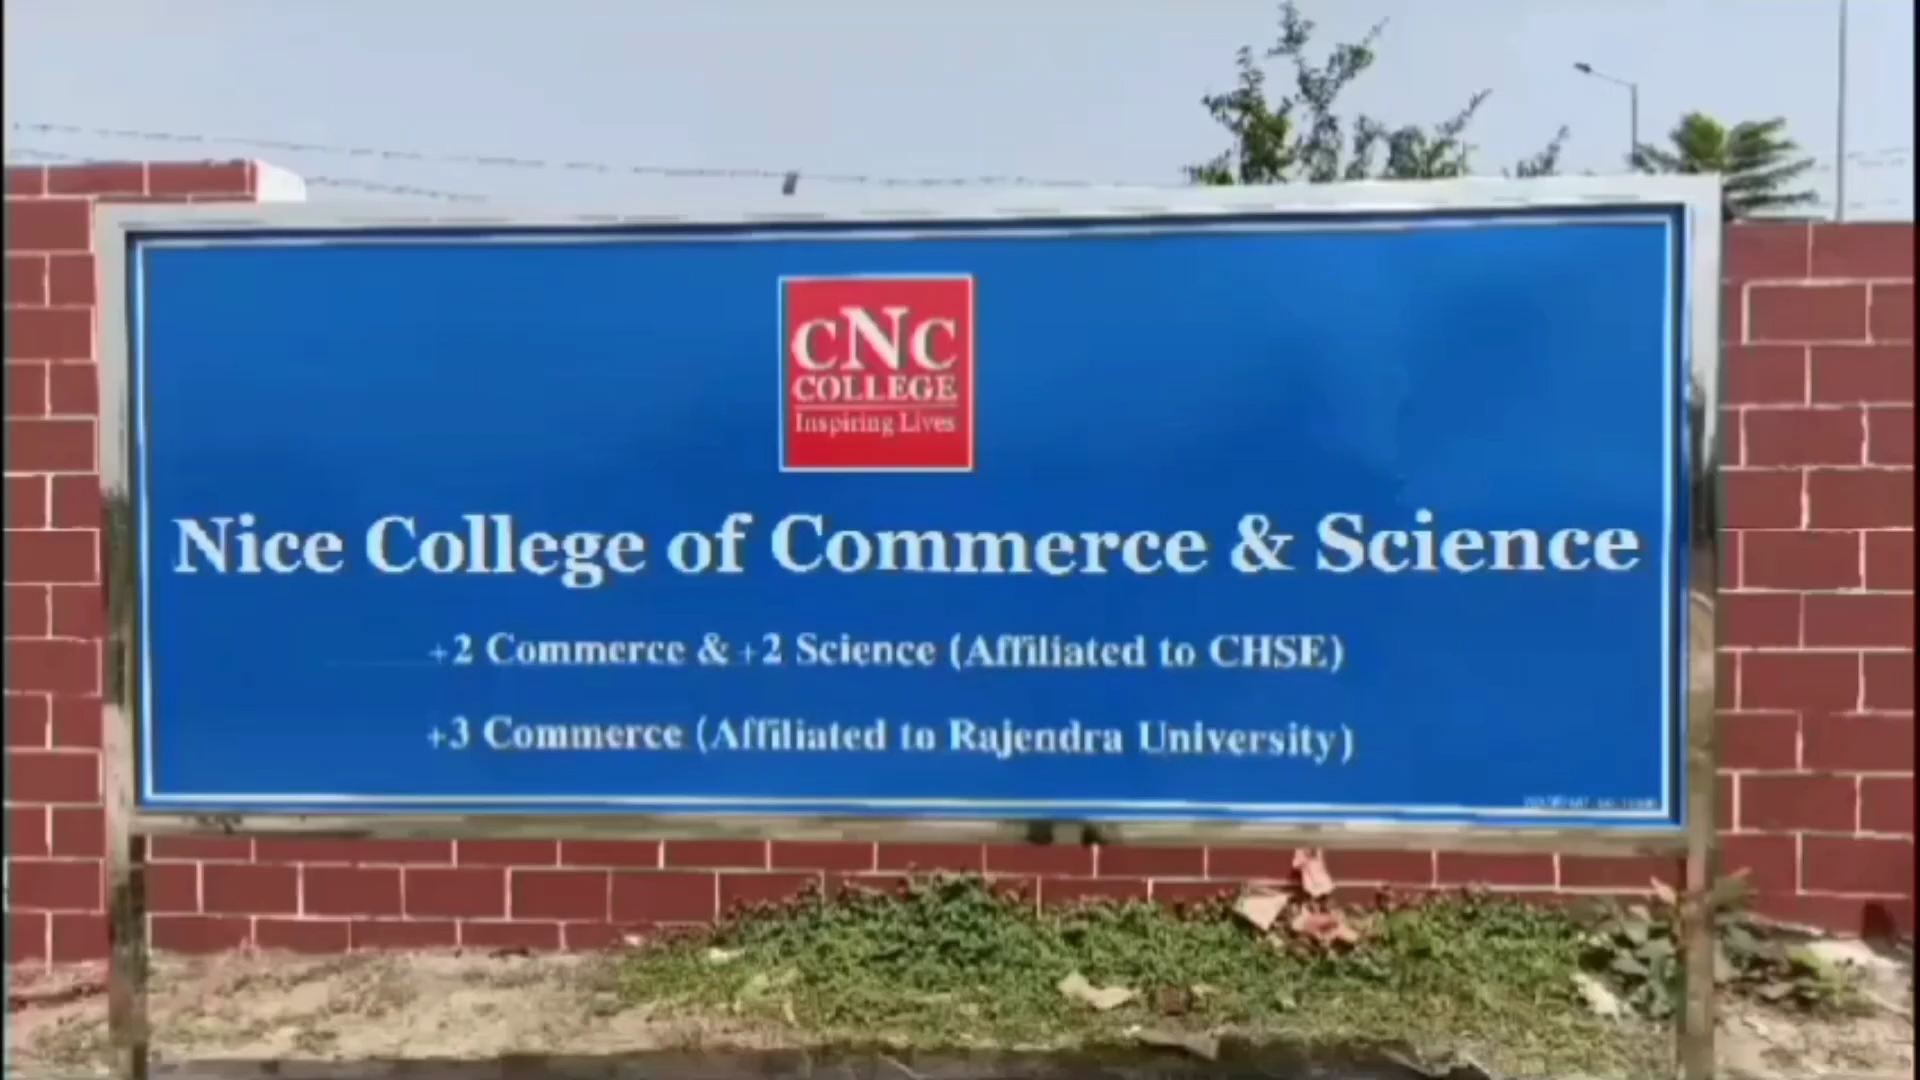 CNC
COLLEGE
Inspiring Lives
Nice College of Commerce & Science
+2 Commerce & +2 Science (Affiliated to CHSE)
+3 Commerce (Affiliated to Rajendra University)